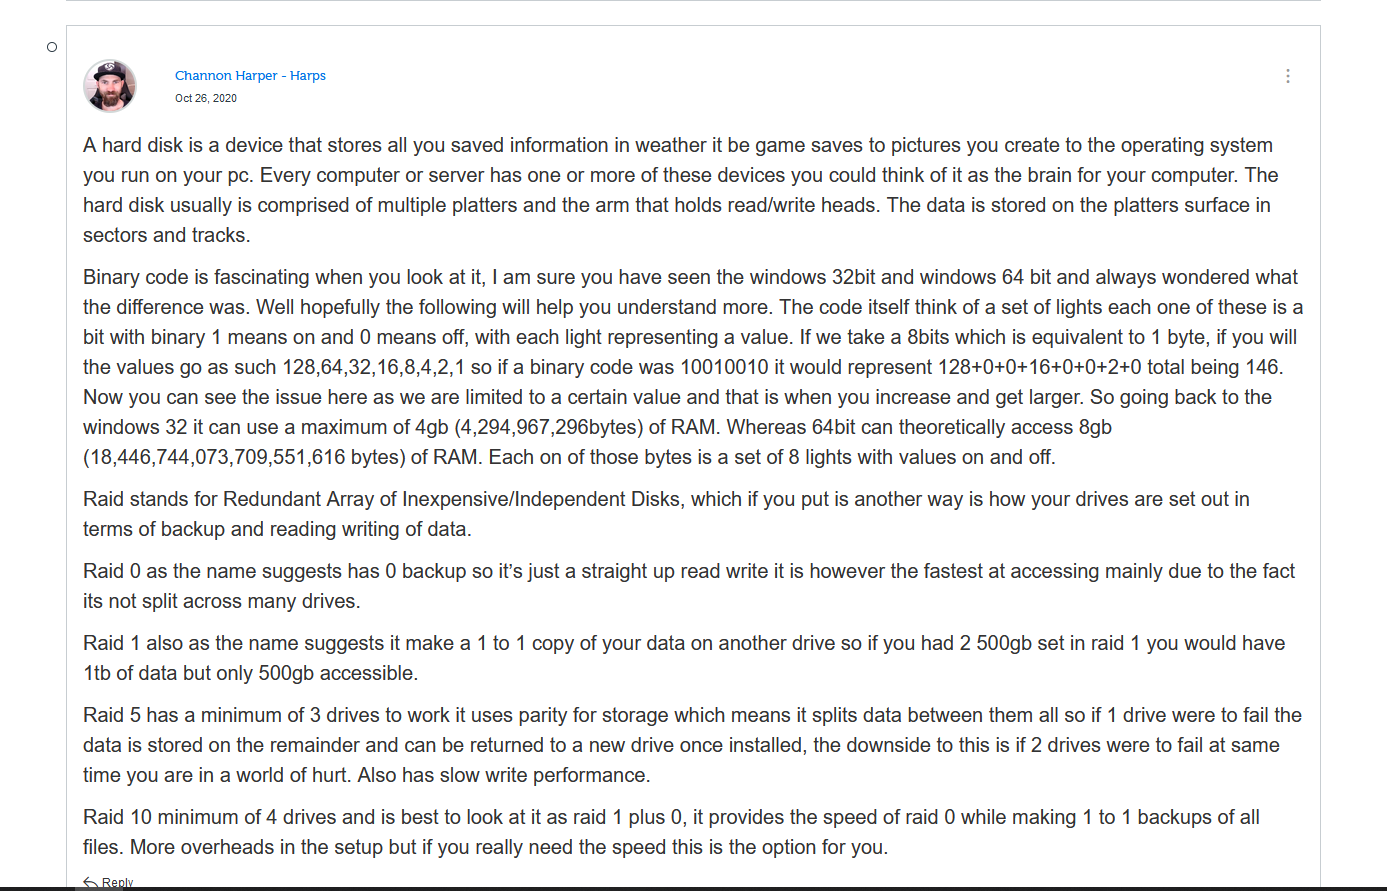 Channon Harper - Harps
Oct 26, 2020
A hard disk is a device that stores all you saved information in weather it be game saves to pictures you create to the operating system
you run on your pc. Every computer or server has one or more of these devices you could think of it as the brain for your computer. The
hard disk usually is comprised of multiple platters and the arm that holds read/write heads. The data is stored on the platters surface in
sectors and tracks.
Binary code is fascinating when you look at it, I am sure you have seen the windows 32bit and windows 64 bit and always wondered what
the difference was. Well hopefully the following will help you understand more. The code itself think of a set of lights each one of these is a
bit with binary 1 means on and 0 means off, with each light representing a value. If we take a 8bits which is equivalent to 1 byte, if you will
the values go as such 128,64,32,16,8,4,2,1 so if a binary code was 10010010 it would represent 128+0+0+16+0+0+2+0 total being 146.
Now you can see the issue here as we are limited to a certain value and that is when you increase and get larger. So going back to the
windows 32 it can use a maximum of 4gb (4,294,967,296bytes) of RAM. Whereas 64bit can theoretically access 8gb
(18,446,744,073,709,551,616 bytes) of RAM. Each on of those bytes is a set of 8 lights with values on and off.
Raid stands for Redundant Array of Inexpensive/Independent Disks, which if you put is another way is how your drives are set out in
terms of backup and reading writing of data.
Raid 0 as the name suggests has 0 backup so it’s just a straight up read write it is however the fastest at accessing mainly due to the fact
its not split across many drives.
Raid 1 also as the name suggests it make a 1 to 1 copy of your data on another drive so if you had 2 500gb set in raid 1 you would have
1tb of data but only 500gb accessible.
Raid 5 has a minimum of 3 drives to work it uses parity for storage which means it splits data between them all so if 1 drive were to fail the
data is stored on the remainder and can be returned to a new drive once installed, the downside to this is if 2 drives were to fail at same
time you are in a world of hurt. Also has slow write performance.
Raid 10 minimum of 4 drives and is best to look at it as raid 1 plus 0, it provides the speed of raid 0 while making 1 to 1 backups of all
files. More overheads in the setup but if you really need the speed this is the option for you.
Reply